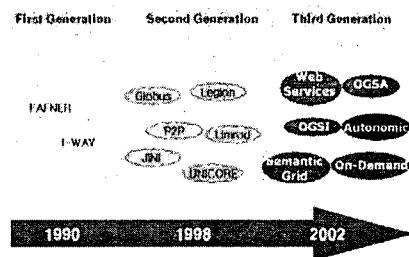 First Generation Second Generation Third Generation
Globus Legion Web Services OGSA
FAFNER
P2P Nimrod OGSI Autonomic
I-WAY
JINI UNICORE Semantic Grid On-Demand
1990 1998 2002